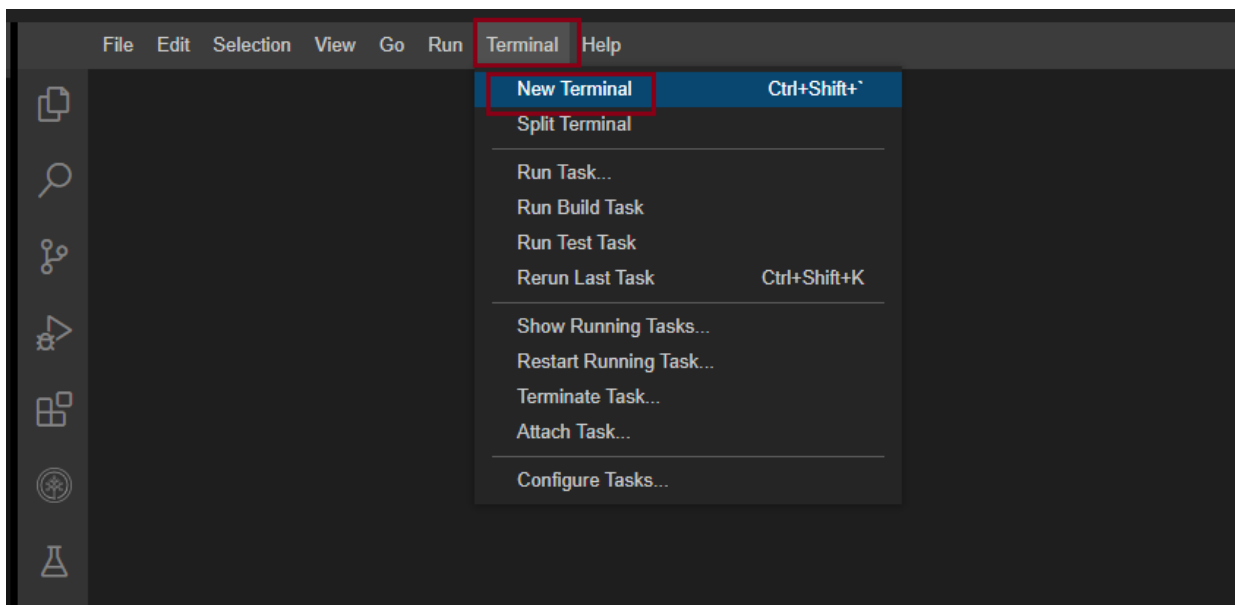 File Edit Selection View Go Run Terminal Help
New Terminal Ctrl+Shift+`
Split Terminal
Run Task...
Run Build Task
Run Test Task
Rerun Last Task Ctrl+Shift+K
Show Running Tasks...
Restart Running Task...
Terminate Task...
Attach Task...
Configure Tasks...